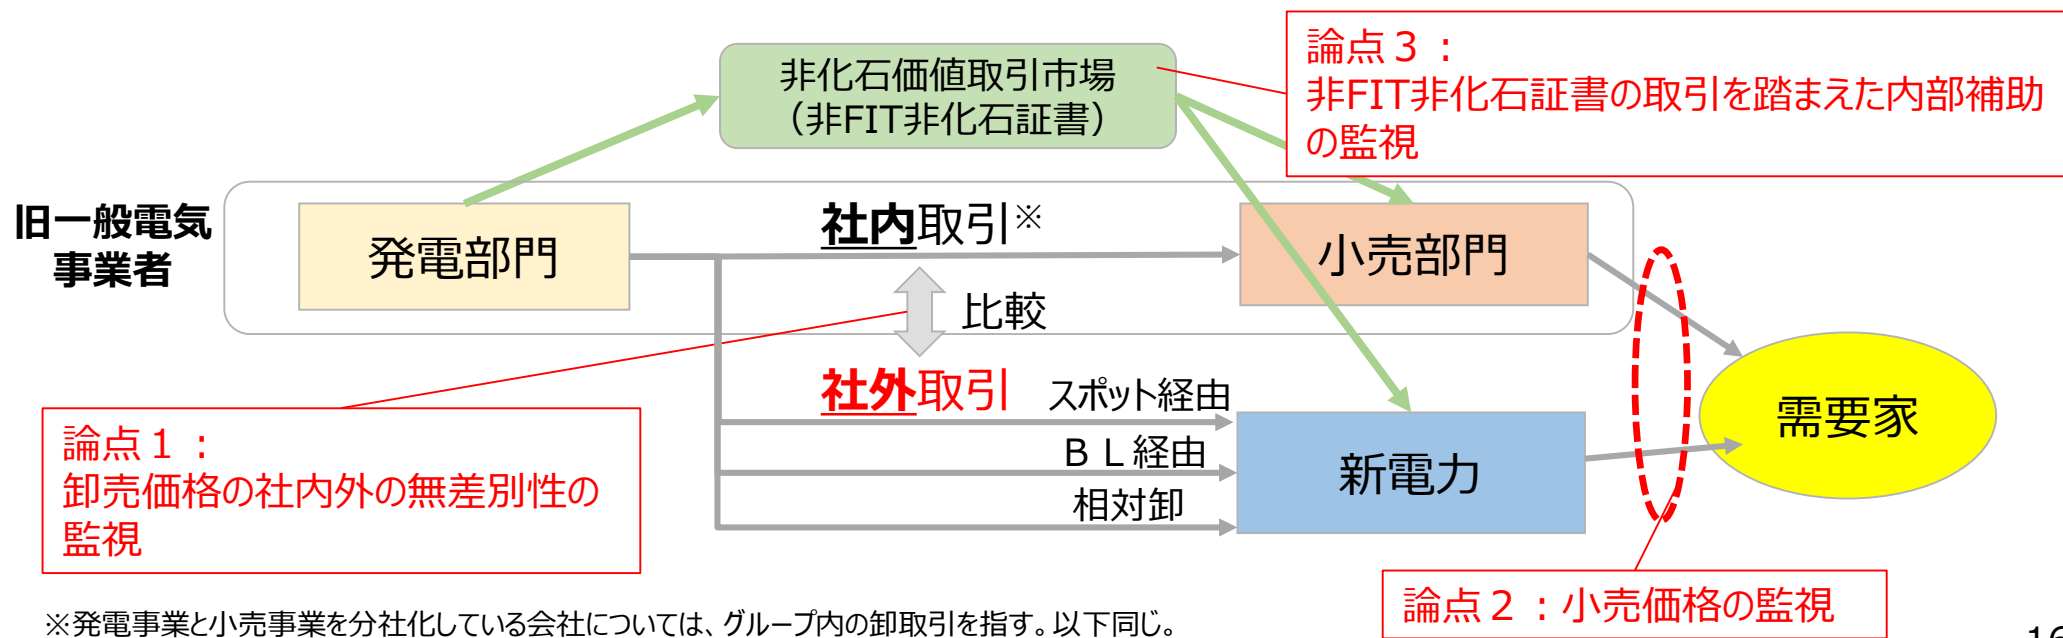 非化石価値取引市場
（非FIT非化石証書）
論点３：
非FIT非化石証書の取引を踏まえた内部補助
の監視
旧一般電気
事業者
発電部門
社内取引※
小売部門
比較
社外取引
スポット経由
ＢＬ経由
相対卸
新電力
需要家
論点１：
卸売価格の社内外の無差別性の
監視
論点２：小売価格の監視
※発電事業と小売事業を分社化している会社については、グループ内の卸取引を指す。以下同じ。